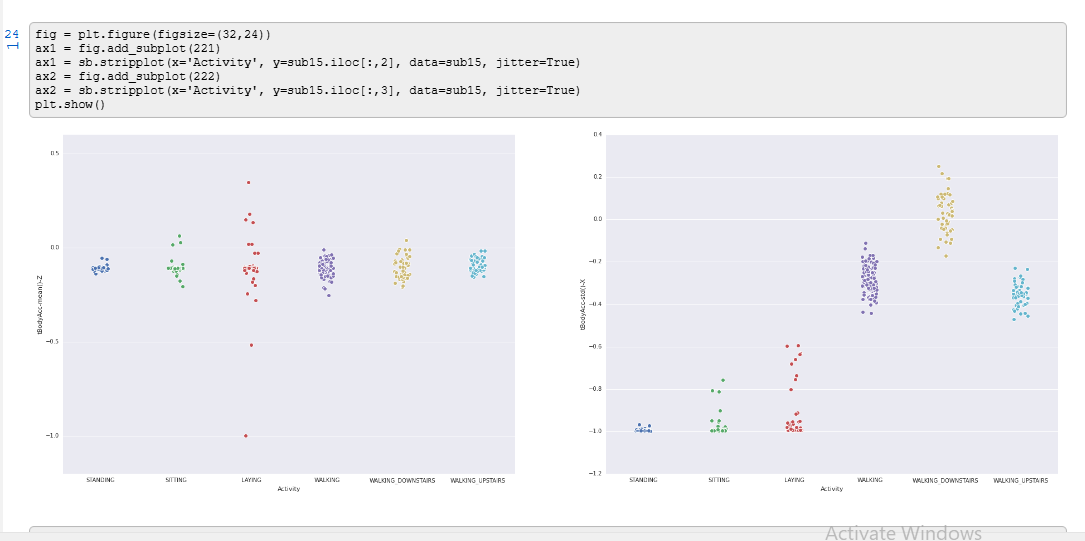 24
1
fig = plt.figure(figsize=(32,24))
ax1 = fig.add_subplot(221)
ax1 = sb.stripplot(x='Activity', y=sub15.iloc[:,2], data=sub15, jitter=True)
ax2 = fig.add_subplot(222)
ax2 = sb.stripplot(x='Activity', y=sub15.iloc[:,3], data=sub15, jitter=True)
plt.show()
0.5
0.0
−0.5
−1.0
tBodyAcc-mean()-Z
STANDING SITTING LAYING WALKING WALKING_DOWNSTAIRS WALKING_UPSTAIRS
Activity
0.4
0.2
0.0
−0.2
−0.4
−0.6
−0.8
−1.0
−1.2
tBodyAcc-std()-X
STANDING SITTING LAYING WALKING WALKING_DOWNSTAIRS WALKING_UPSTAIRS
Activity
Activate Windows